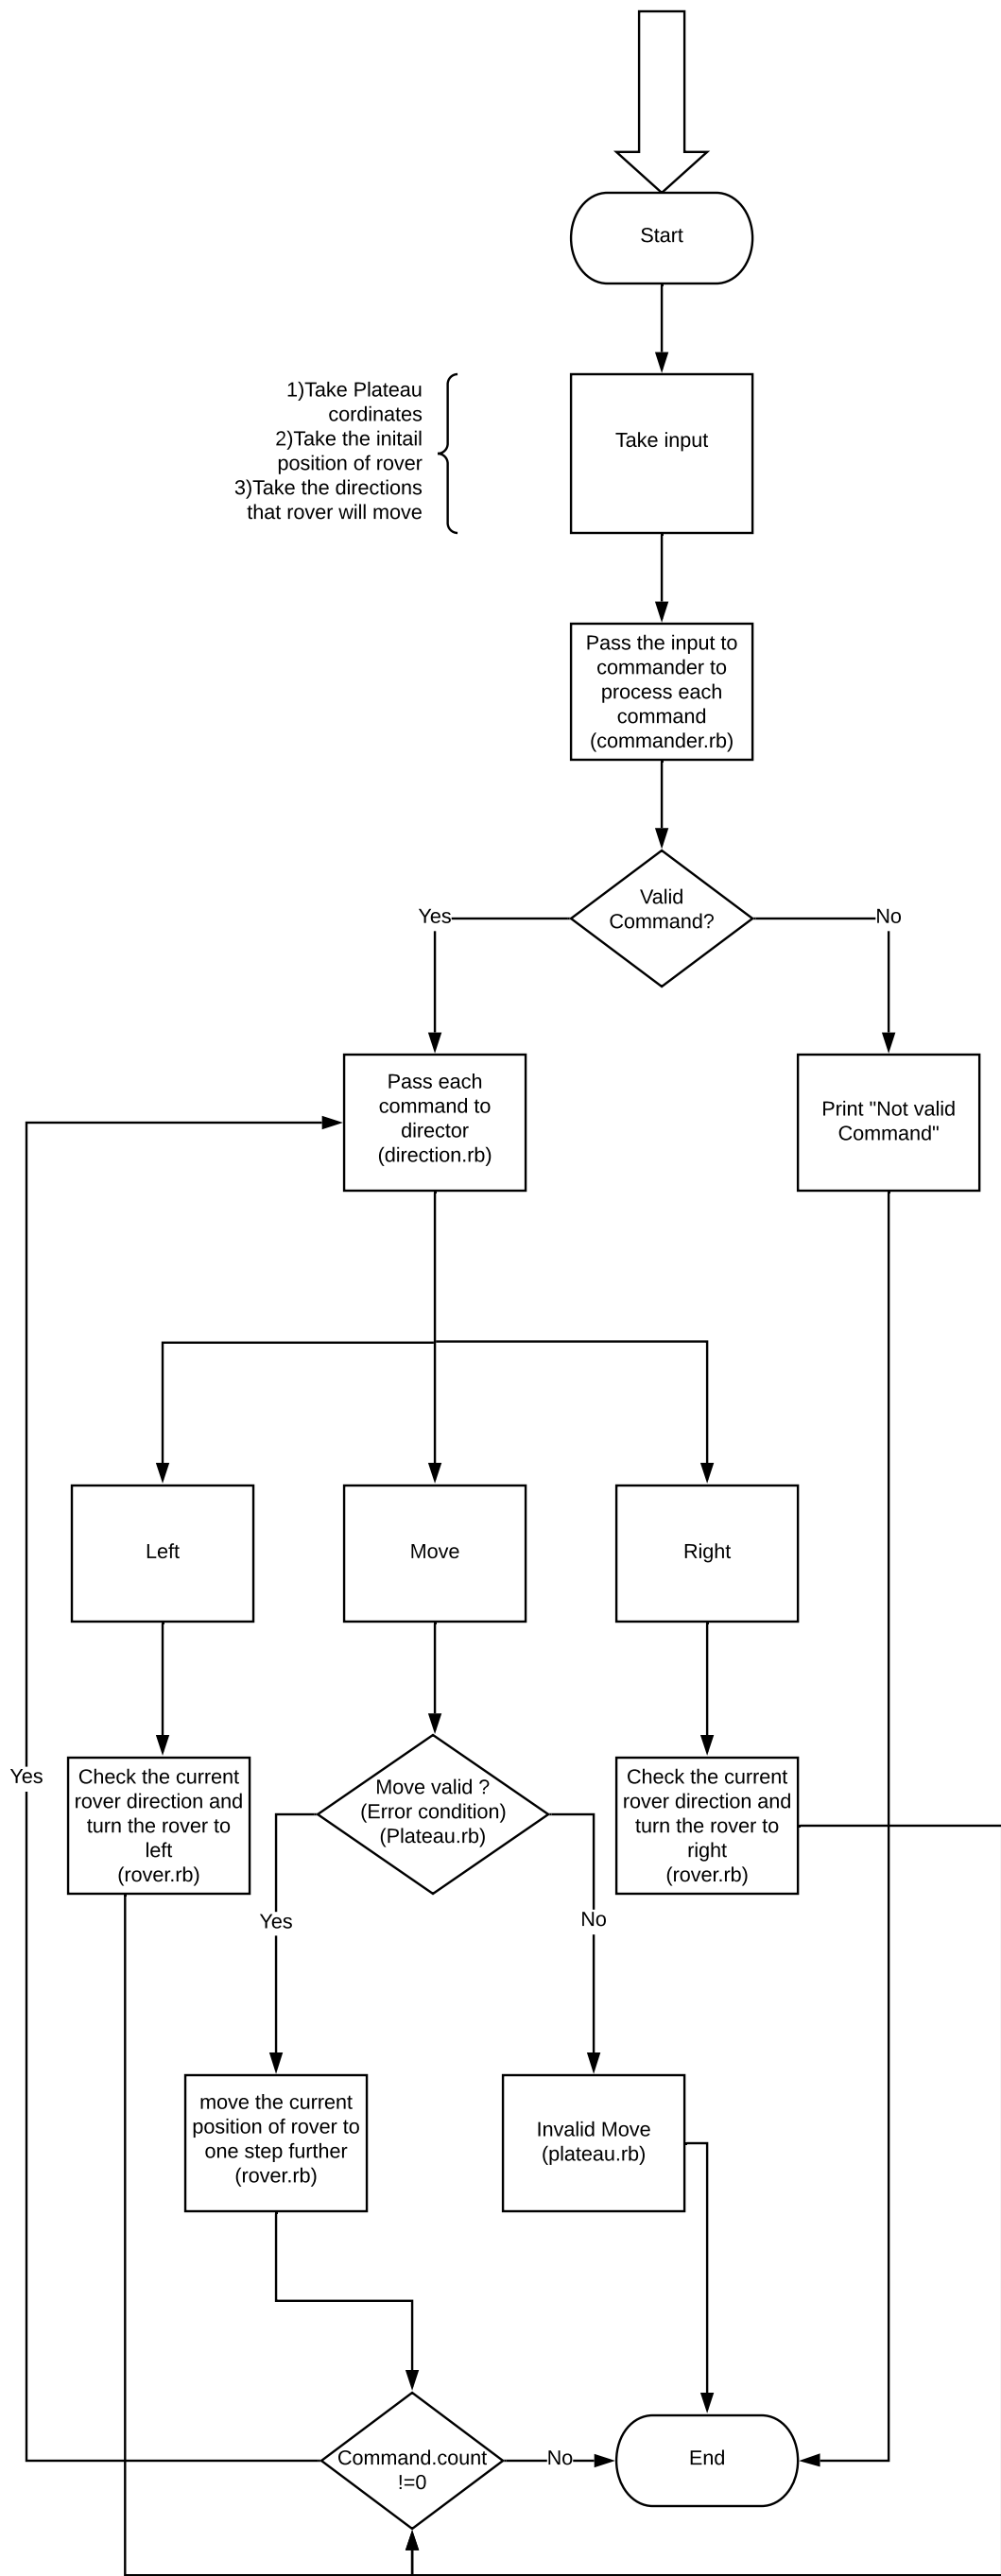 Start
1)Take Plateau
cordinates
2)Take the initail
position of rover
3)Take the directions
that rover will move
Take input
Pass the input to
commander to
process each
command
(commander.rb)
Valid
Command?
Yes
No
Pass each
command to
director
(direction.rb)
Print "Not valid
Command"
Left
Move
Right
Yes
Check the current
rover direction and
turn the rover to
left
(rover.rb)
Move valid ?
(Error condition)
(Plateau.rb)
Check the current
rover direction and
turn the rover to
right
(rover.rb)
Yes
No
move the current
position of rover to
one step further
(rover.rb)
Invalid Move
(plateau.rb)
Command.count
!=0
No
End